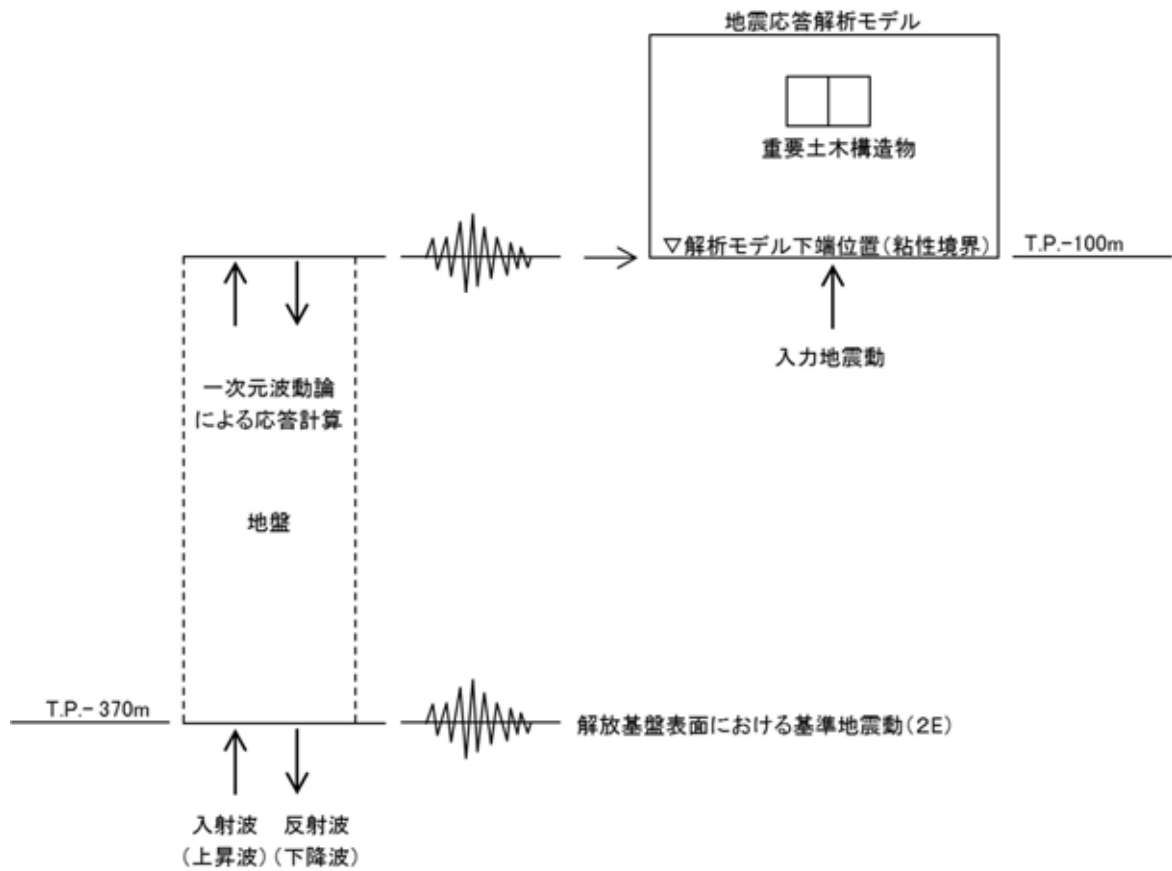 地震応答解析モデル
重要土木構造物
▽解析モデル下端位置(粘性境界)
T.P.-100m
入力地震動
一次元波動論
による応答計算
地盤
T.P.-370m
解放基盤表面における基準地震動(2E)
入射波 反射波
(上昇波)(下降波)